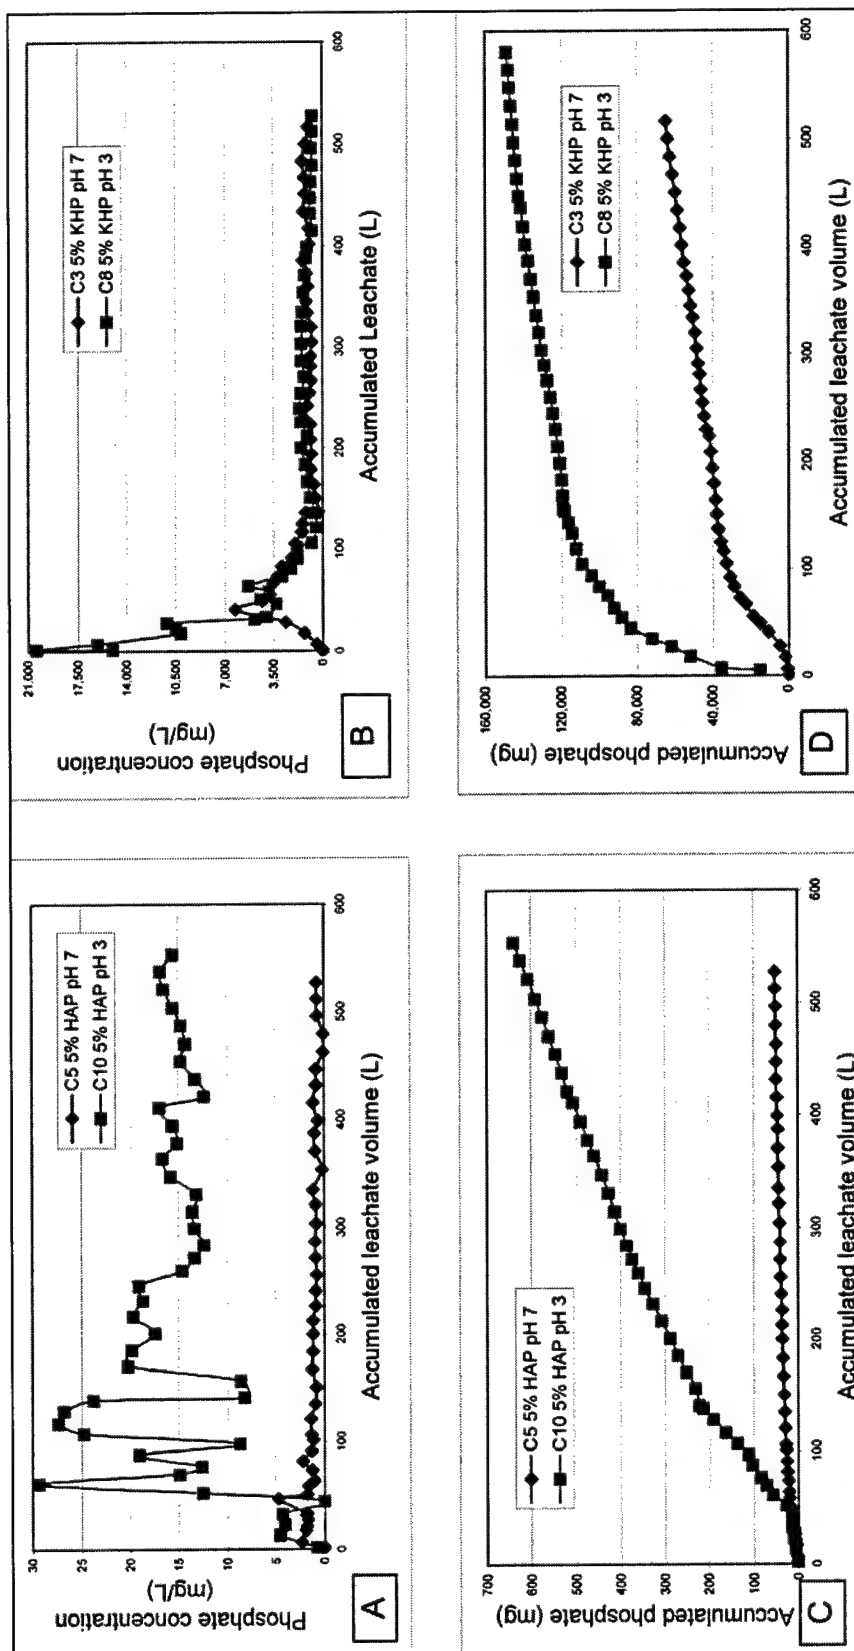 A
Phosphate concentration
(mg/L)
30
25
20
15
10
5
0
C5 5% HAP pH 7
C10 5% HAP pH 3
0
100
200
300
400
500
600
Accumulated leachate volume (L)
B
Phosphate concentration
(mg/L)
21,000
17,500
14,000
10,500
7,000
3,500
0
C3 5% KHP pH 7
C8 5% KHP pH 3
0
100
200
300
400
500
600
Accumulated Leachate (L)
C
Accumulated phosphate (mg)
700
600
500
400
300
200
100
0
C5 5% HAP pH 7
C10 5% HAP pH 3
0
100
200
300
400
500
600
Accumulated leachate volume (L)
D
Accumulated phosphate (mg)
160,000
120,000
80,000
40,000
0
C3 5% KHP pH 7
C8 5% KHP pH 3
0
100
200
300
400
500
600
Accumulated leachate volume (L)